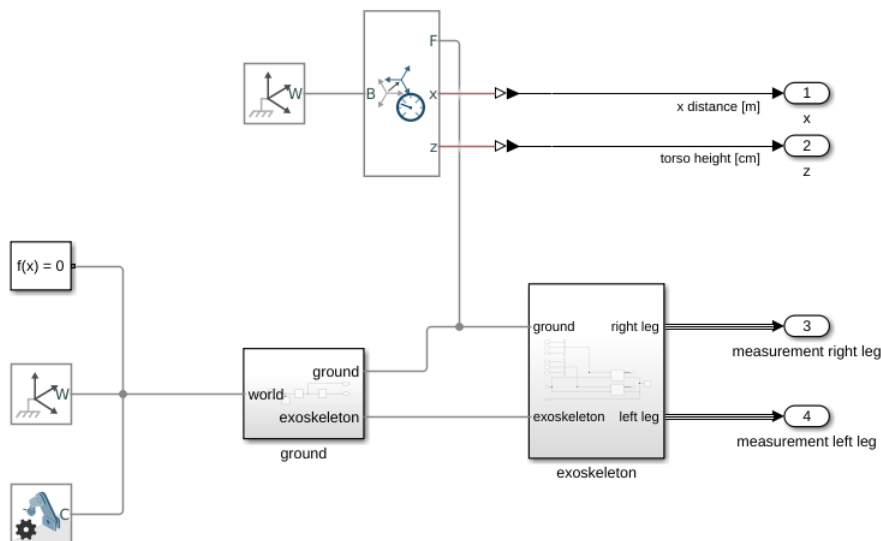 F
W
B
x
x distance [m]
1
x
z
torso height [cm]
2
z
f(x) = 0
ground
right leg
3
measurement right leg
ground
W
world
exoskeleton
exoskeleton
left leg
4
measurement left leg
ground
exoskeleton
C